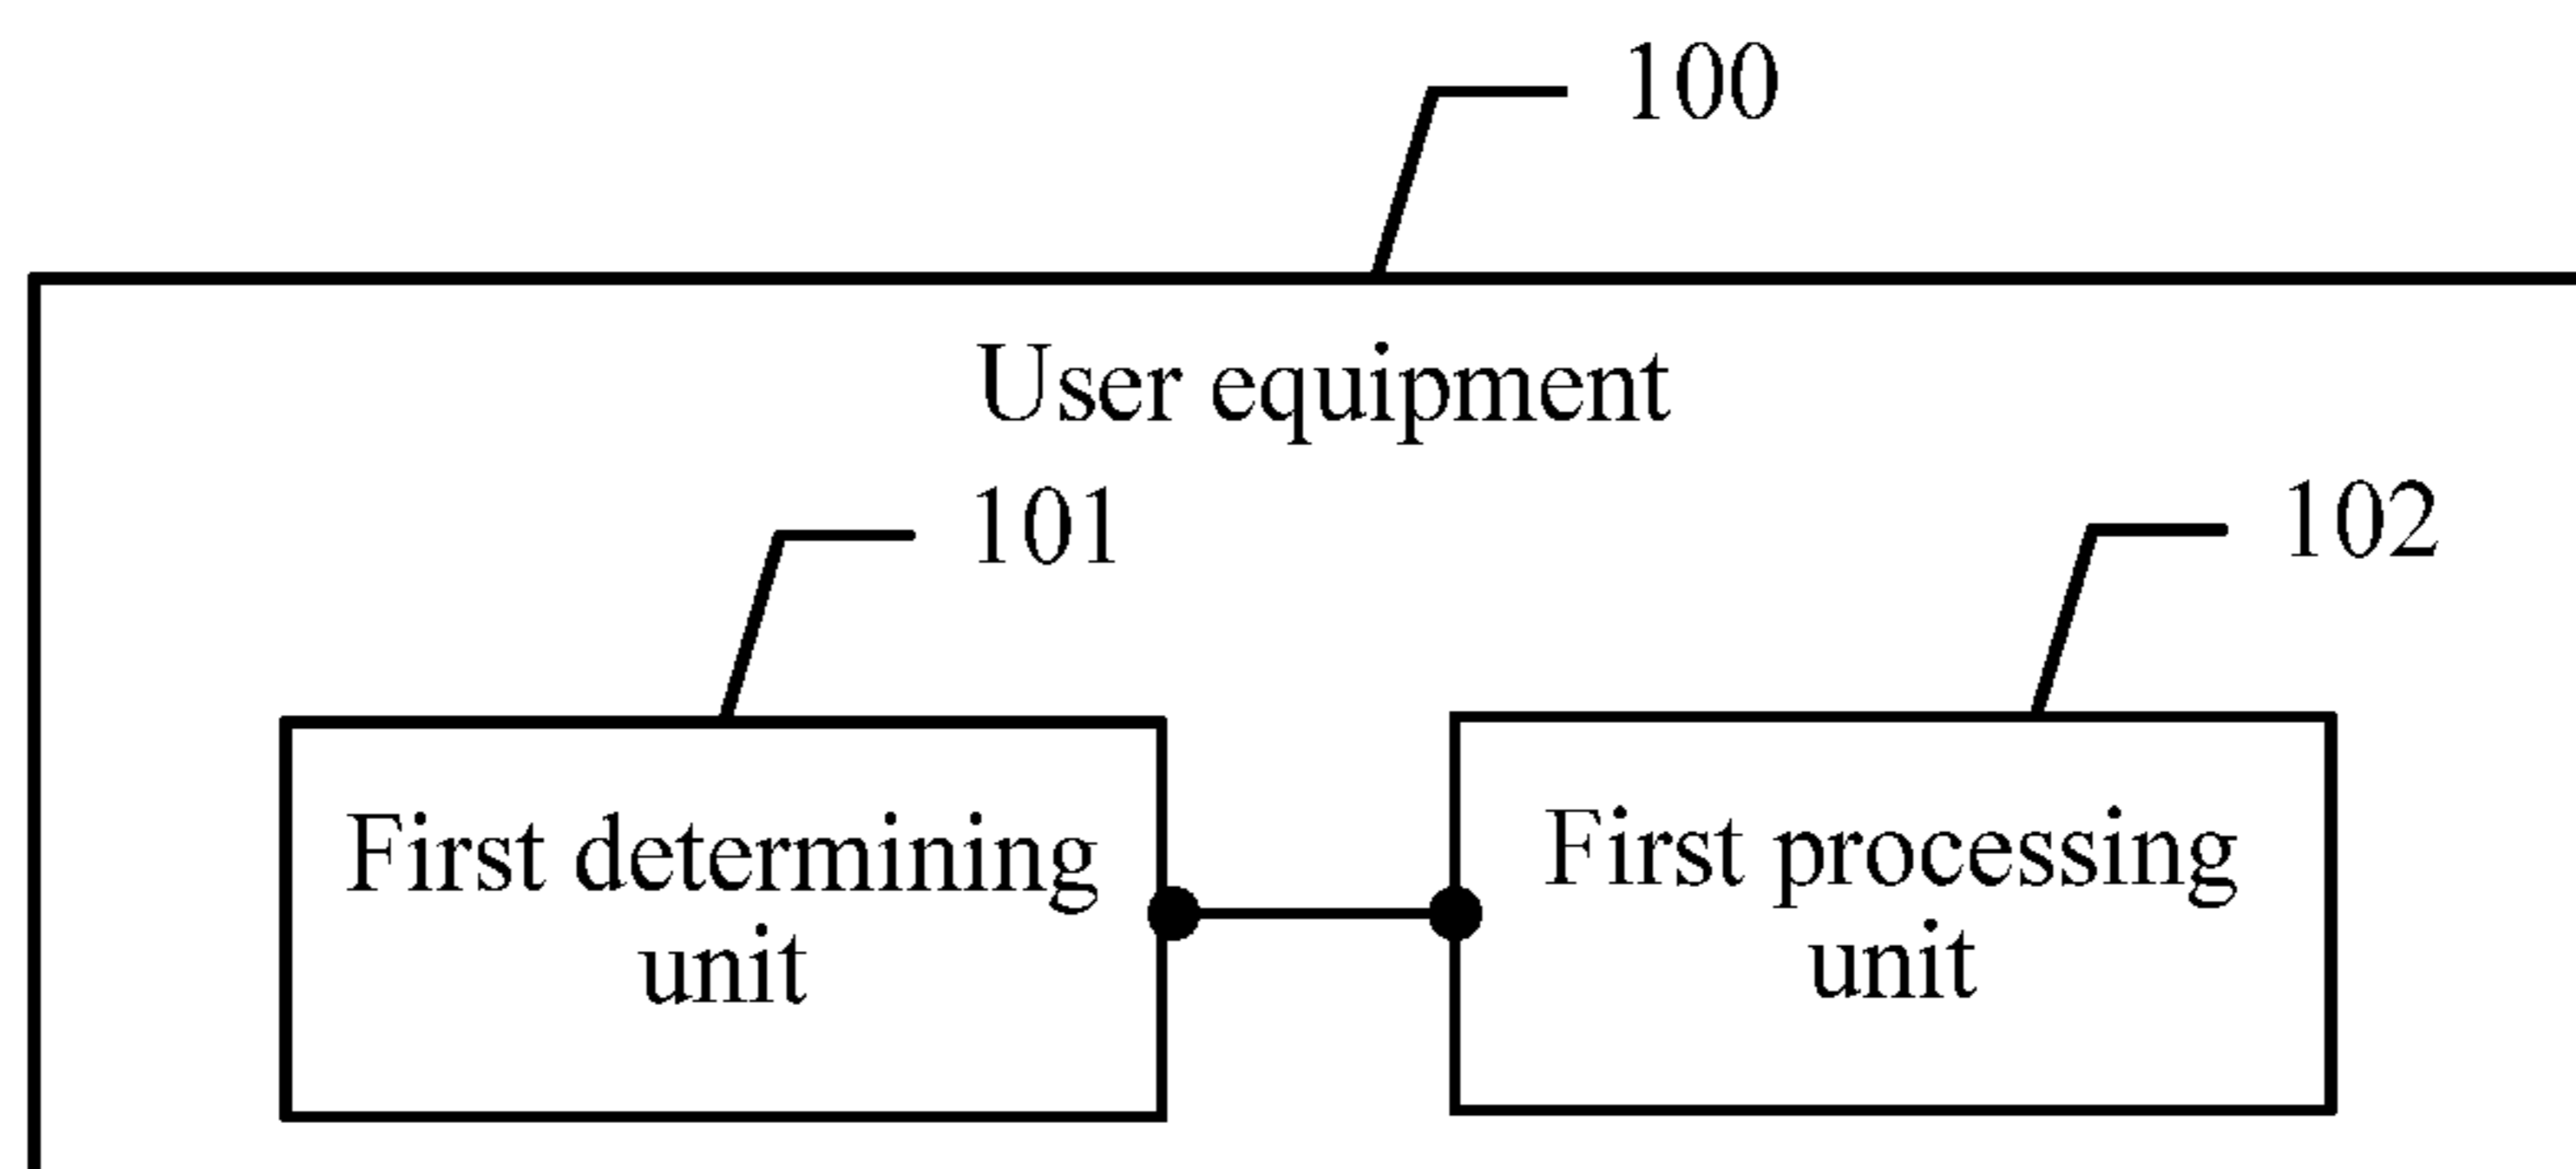 100
User equipment
101
102
First determining
unit
First processing
unit